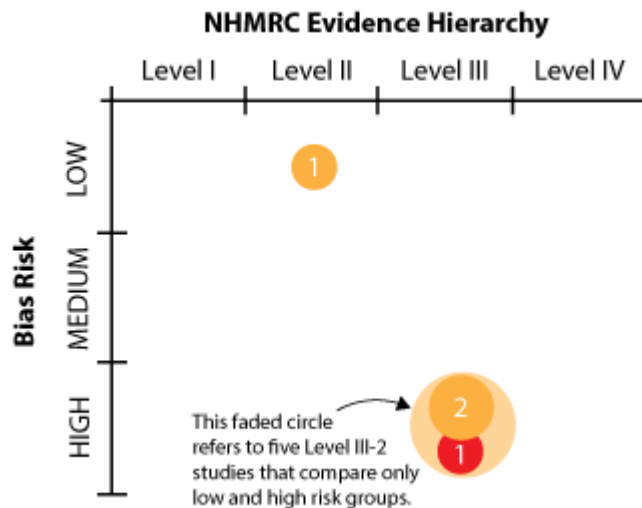 NHMRC Evidence Hierarchy
Level I
Level II
Level III
Level IV
Bias Risk
LOW
MEDIUM
HIGH
1
2
1
This faded circle
refers to five Level III-2
studies that compare only
low and high risk groups.